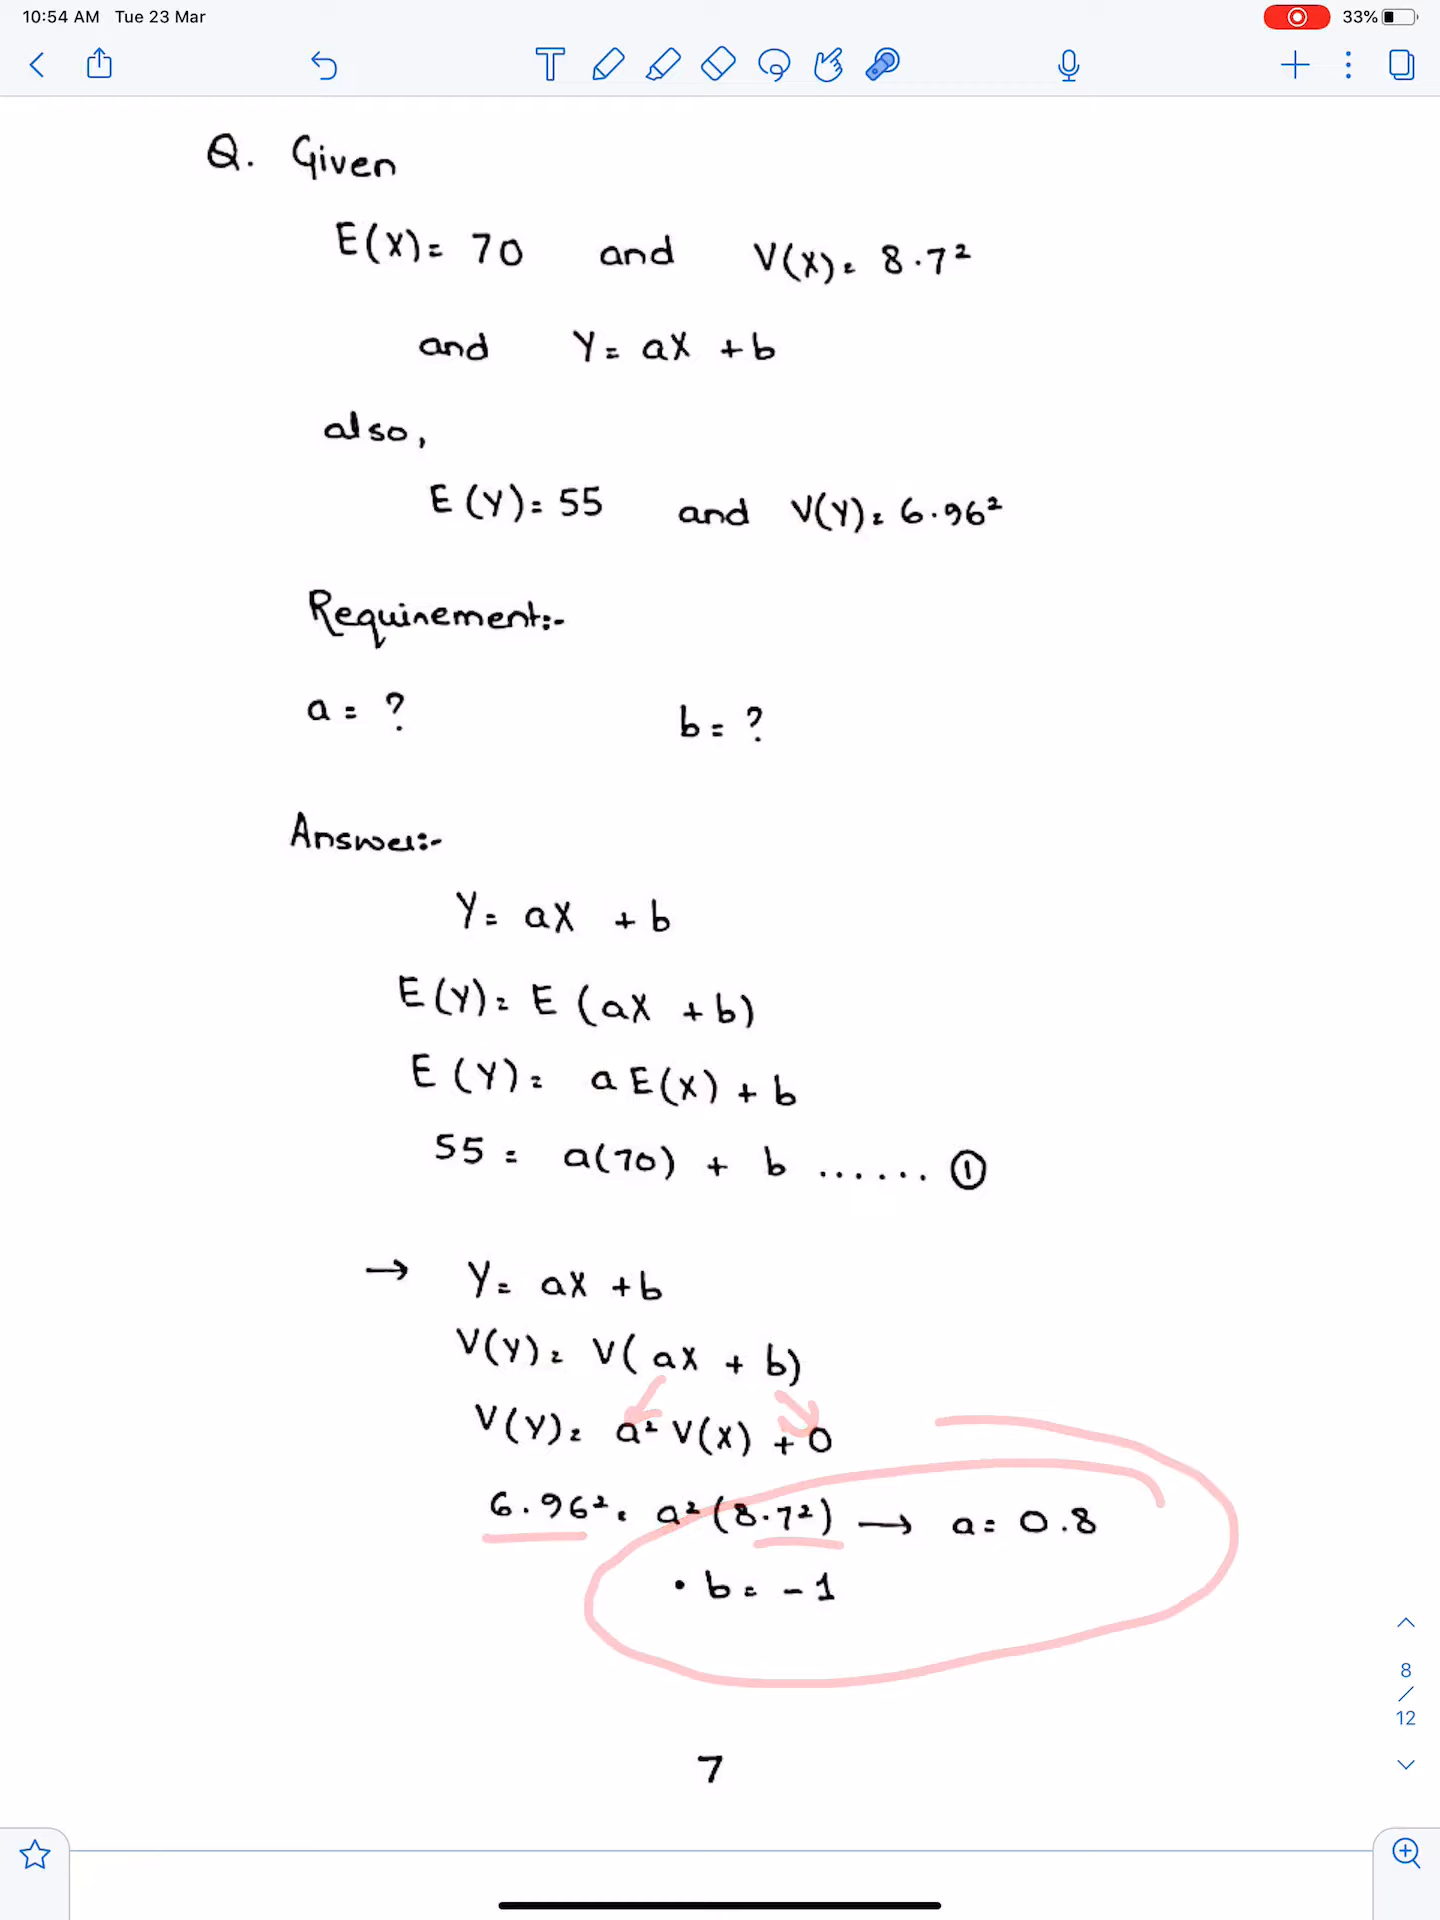 10:54 AM Tue 23 Mar 33%
Q. Given
E(X) = 70 and V(X) = 8.7²
and Y = aX + b
also,
E(Y) = 55 and V(Y) = 6.96²
Requirement:-
a = ? b = ?
Answer:-
Y = aX + b
E(Y) = E(aX + b)
E(Y) = a E(X) + b
55 = a(70) + b ...... ①
→ Y = aX + b
V(Y) = V(aX + b)
V(Y) = a² V(X) + 0
6.96² = a² (8.7²) → a = 0.8
• b = -1
8
/
12
7